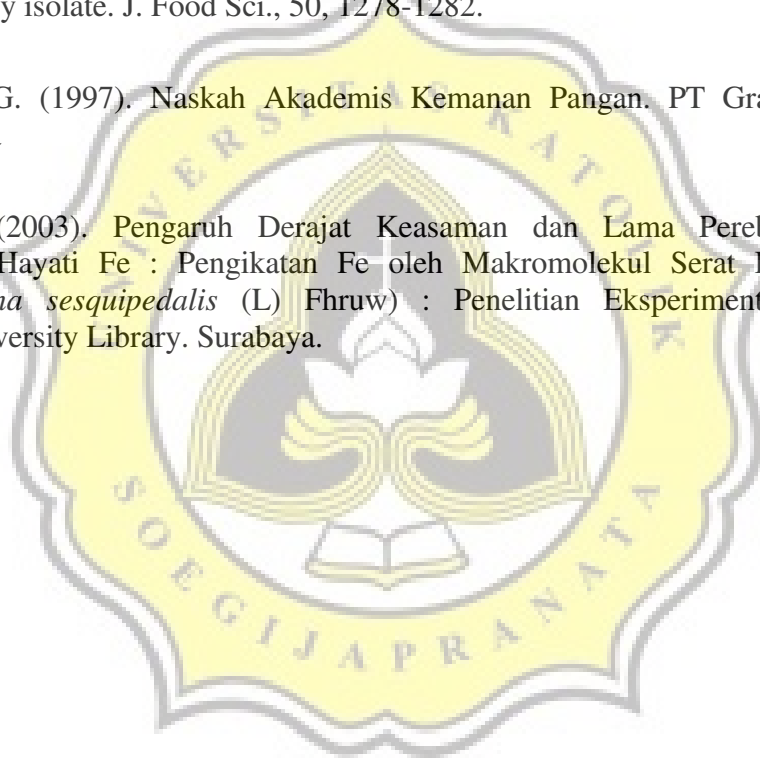 y isolate. J. Food Sci., 50, 1278-1282.
G. (1997). Naskah Akademis Kemanan Pangan. PT Gra
(2003). Pengaruh Derajat Keasaman dan Lama Pereb
Hayati Fe : Pengikatan Fe oleh Makromolekul Serat
na sesquipedalis (L) Fhruw) : Penelitian Eksperiment
versity Library. Surabaya.
UNIVERSITAS KATOLIK
SOEGIJAPRANATA